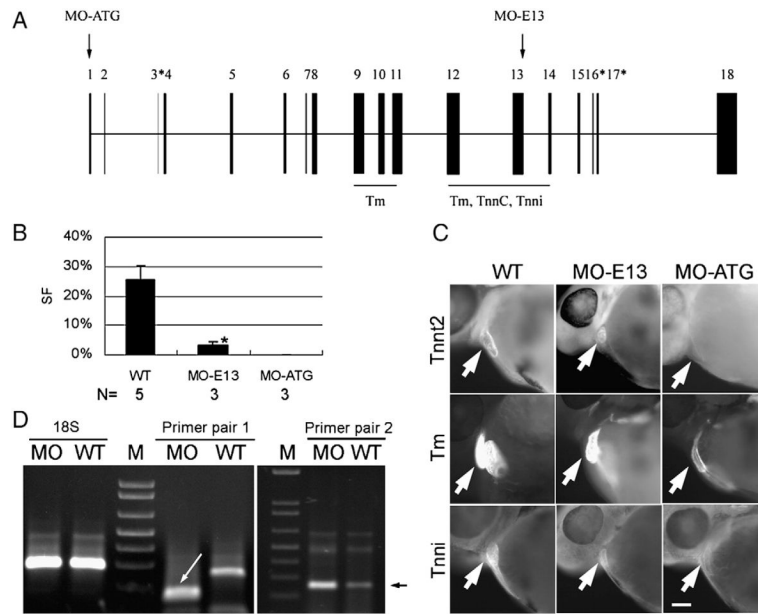 A
MO-ATG
MO-E13
1 2 3*4 5 6 78 9 10 11 12 13 14 15 16* 17* 18
Tm
Tm, TnnC, Tnni
B
40%
30%
20%
10%
0%
SF
*
WT MO-E13 MO-ATG
N= 5 3 3
C
WT MO-E13 MO-ATG
Tnnt2
Tm
Tnni
D
18S M Primer pair 1 M Primer pair 2
MO WT MO WT MO WT